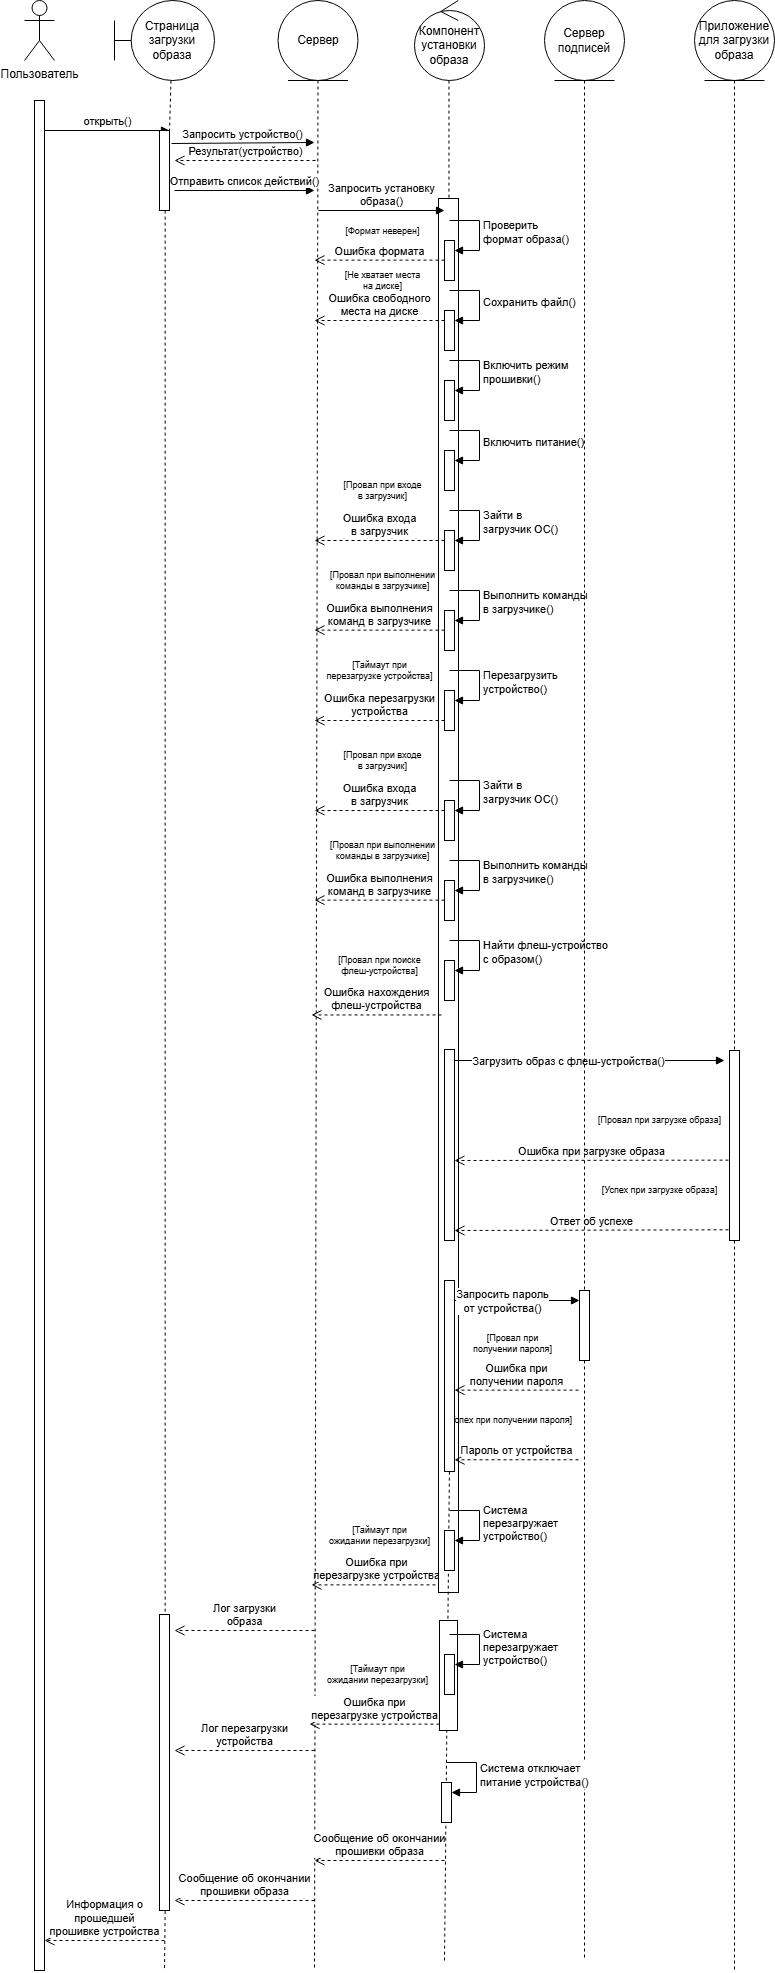 Пользователь
Страница
загрузки
образа
Сервер
Компонент
установки
образа
Сервер
подписей
Приложение
для загрузки
образа
открыть()
Запросить устройство()
Результат(устройство)
Отправить список действий()
Запросить установку
образа()
Проверить
формат образа()
[Формат неверен]
Ошибка формата
[Не хватает места
на диске]
Ошибка свободного
места на диске
Сохранить файл()
Включить режим
прошивки()
Включить питание()
[Провал при входе
в загрузчик]
Ошибка входа
в загрузчик
Зайти в
загрузчик ОС()
[Провал при выполнении
команды в загрузчике]
Ошибка выполнения
команд в загрузчике
Выполнить команды
в загрузчике()
[Таймаут при
перезагрузке устройства]
Ошибка перезагрузки
устройства
Перезагрузить
устройство()
[Провал при входе
в загрузчик]
Ошибка входа
в загрузчик
Зайти в
загрузчик ОС()
[Провал при выполнении
команды в загрузчике]
Ошибка выполнения
команд в загрузчике
Выполнить команды
в загрузчике()
Найти флеш-устройство
с образом()
[Провал при поиске
флеш-устройства]
Ошибка нахождения
флеш-устройства
Загрузить образ с флеш-устройства()
[Провал при загрузке образа]
Ошибка при загрузке образа
[Успех при загрузке образа]
Ответ об успехе
Запросить пароль
от устройства()
[Провал при
получении пароля]
Ошибка при
получении пароля
спех при получении пароля]
Пароль от устройства
Система
перезагружает
устройство()
[Таймаут при
ожидании перезагрузки]
Ошибка при
перезагрузке устройства
Лог загрузки
образа
Система
перезагружает
устройство()
[Таймаут при
ожидании перезагрузки]
Ошибка при
перезагрузке устройства
Лог перезагрузки
устройства
Система отключает
питание устройства()
Сообщение об окончании
прошивки образа
Сообщение об окончании
прошивки образа
Информация о
прошедшей
прошивке устройства